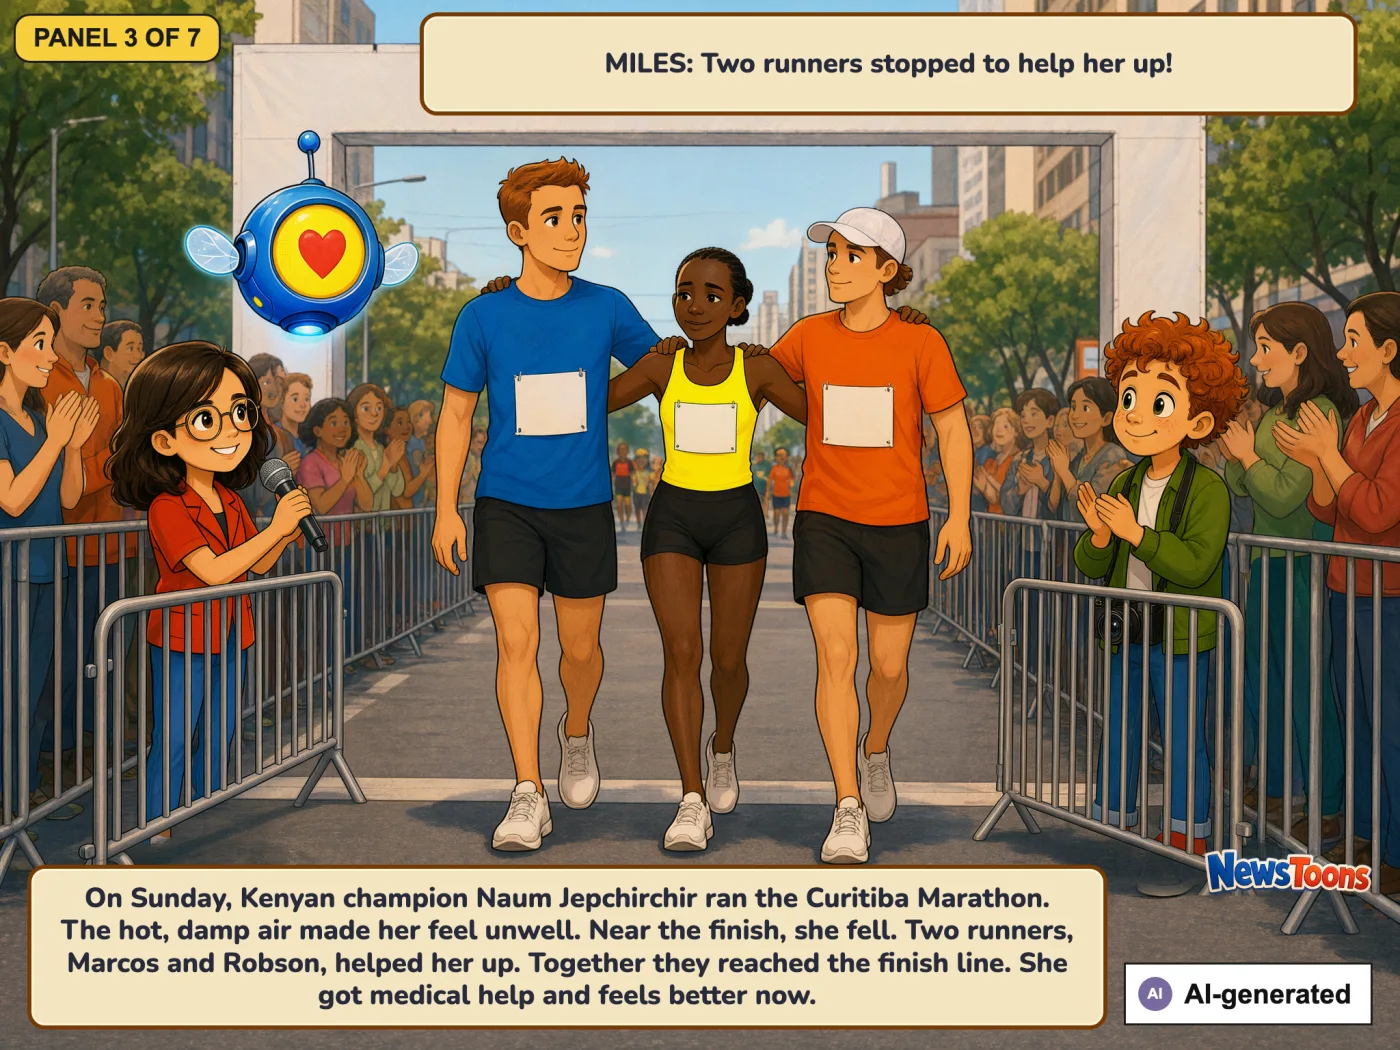 PANEL 3 OF 7
MILES: Two runners stopped to help her up!
On Sunday, Kenyan champion Naum Jepchirchir ran the Curitiba Marathon.
The hot, damp air made her feel unwell. Near the finish, she fell. Two runners,
Marcos and Robson, helped her up. Together they reached the finish line. She
got medical help and feels better now.
NewsToons
AI AI-generated